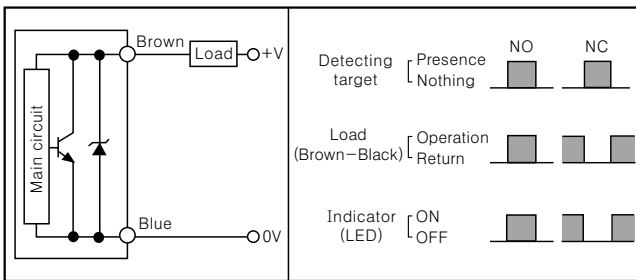 Brown
Load
+V
Main circuit
Blue
0V
NO
NC
Detecting target
Presence
Nothing
Load
(Brown-Black)
Operation
Return
Indicator
(LED)
ON
OFF